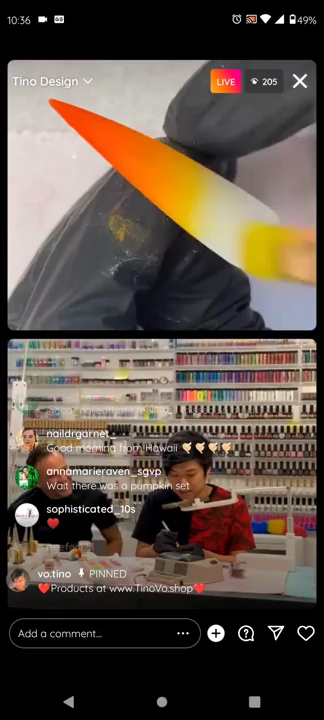 10:36
49%
Tino Design
LIVE
205
naildrgarnet
Good morning from Hawaii
annamarieraven_sgvp
Wait there was a pumpkin set
sophisticated_10s
vo.tino PINNED
Products at www.TinoVo.shop
Add a comment...